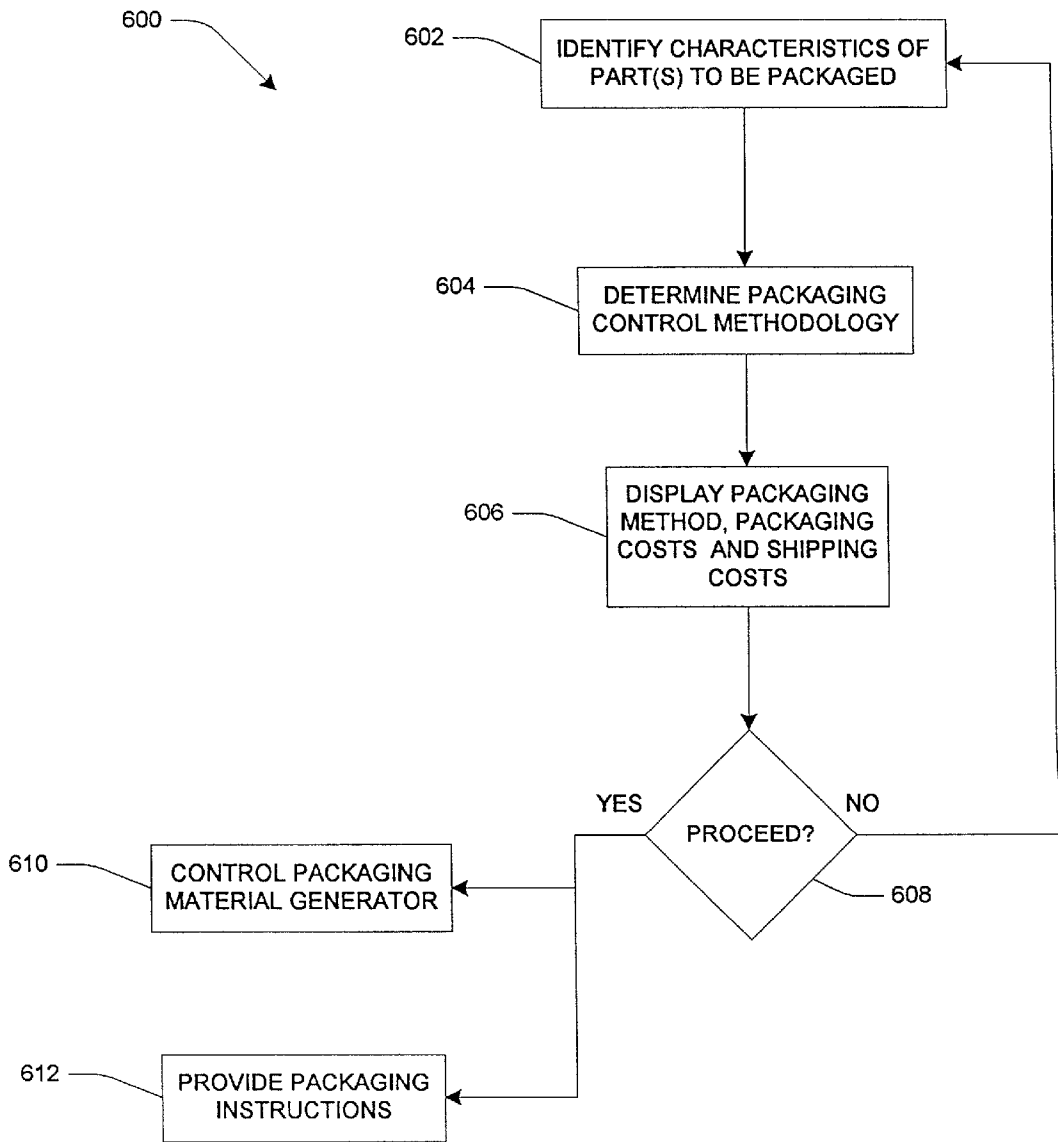 600
602
IDENTIFY CHARACTERISTICS OF
PART(S) TO BE PACKAGED
604
DETERMINE PACKAGING
CONTROL METHODOLOGY
606
DISPLAY PACKAGING
METHOD, PACKAGING
COSTS AND SHIPPING
COSTS
YES
NO
PROCEED?
608
610
CONTROL PACKAGING
MATERIAL GENERATOR
612
PROVIDE PACKAGING
INSTRUCTIONS